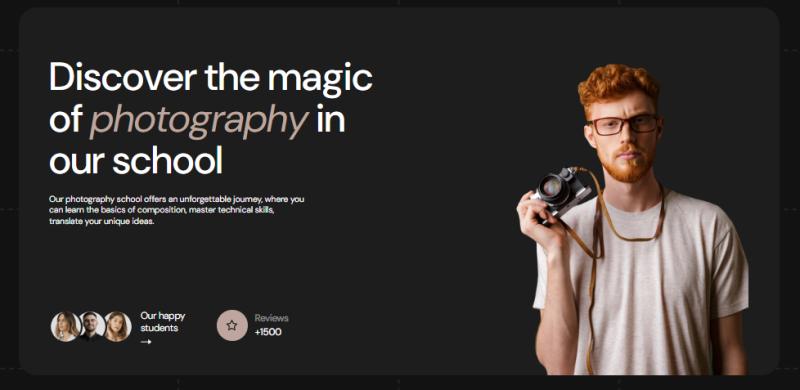 Discover the magic
of photography in
our school
Our photography school offers an unforgettable journey, where you
can learn the basics of composition, master technical skills,
translate your unique ideas.
Our happy
students
→
Reviews
+1500